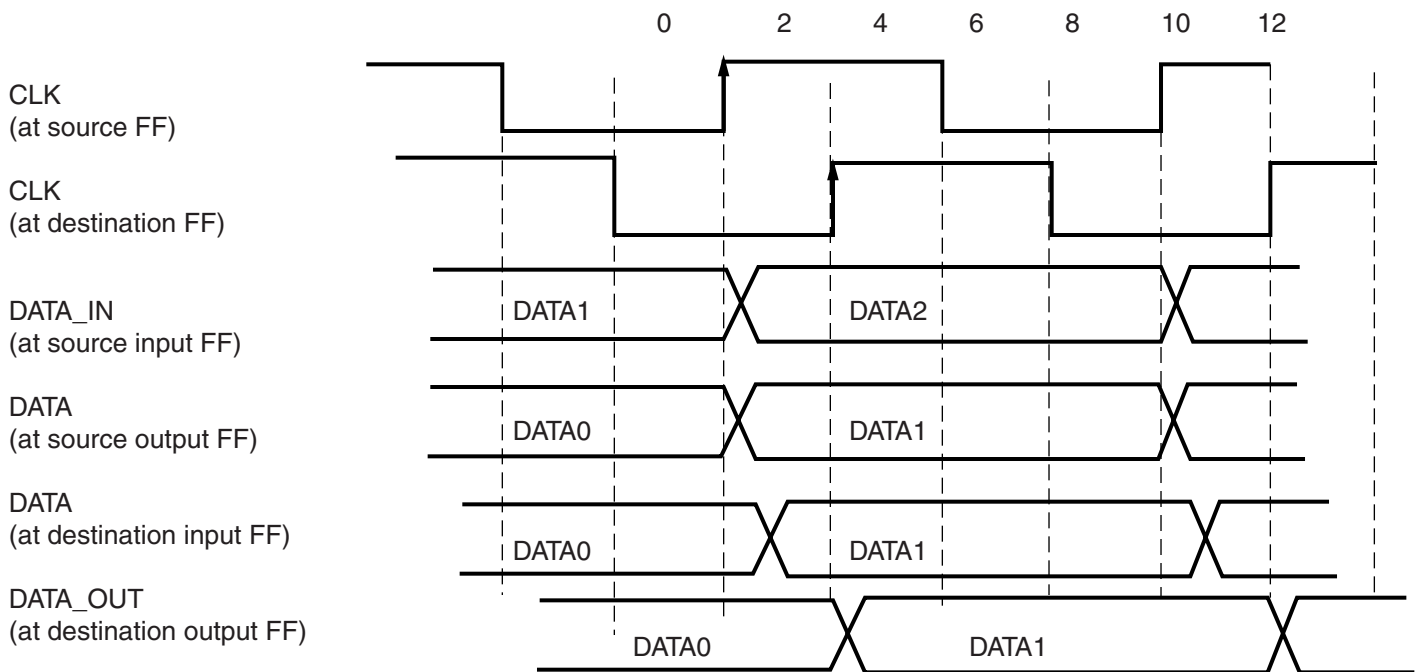 0 2 4 6 8 10 12
CLK
(at source FF)
CLK
(at destination FF)
DATA_IN
(at source input FF)
DATA1 DATA2
DATA
(at source output FF)
DATA0 DATA1
DATA
(at destination input FF)
DATA0 DATA1
DATA_OUT
(at destination output FF)
DATA0 DATA1